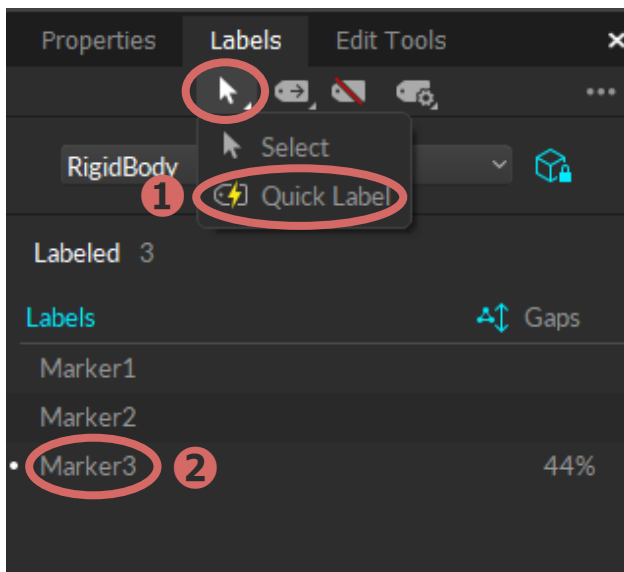 Properties Labels Edit Tools
Select
RigidBody
1 Quick Label
Labeled 3
Labels Gaps
Marker1
Marker2
Marker3 2 44%